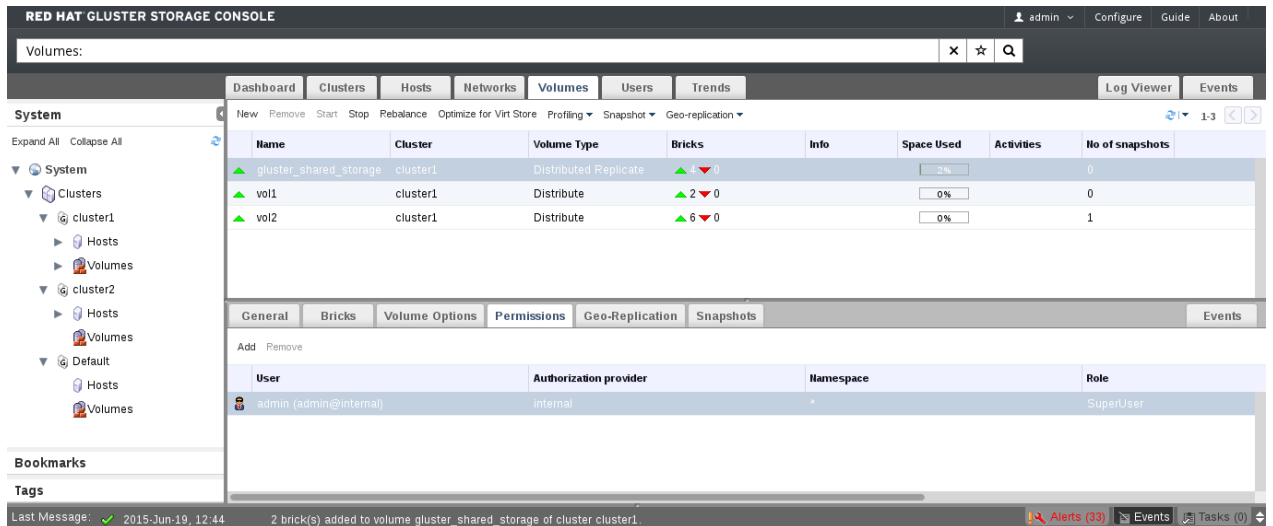 RED HAT GLUSTER STORAGE CONSOLE
admin Configure Guide About
Volumes:
Dashboard Clusters Hosts Networks Volumes Users Trends Log Viewer Events
System
Expand All Collapse All
System
Clusters
cluster1
Hosts
Volumes
cluster2
Hosts
Volumes
Default
Hosts
Volumes
Bookmarks
Tags
New Remove Start Stop Rebalance Optimize for Virt Store Profiling Snapshot Geo-replication 1-3
Name Cluster Volume Type Bricks Info Space Used Activities No of snapshots
gluster_shared_storage cluster1 Distributed Replicate 4 0 2% 0
vol1 cluster1 Distribute 2 0 0% 0
vol2 cluster1 Distribute 6 0 0% 1
General Bricks Volume Options Permissions Geo-Replication Snapshots Events
Add Remove
User Authorization provider Namespace Role
admin (admin@internal) internal * SuperUser
Last Message: 2015-Jun-19, 12:44 2 brick(s) added to volume gluster_shared_storage of cluster cluster1. Alerts (33) Events Tasks (0)